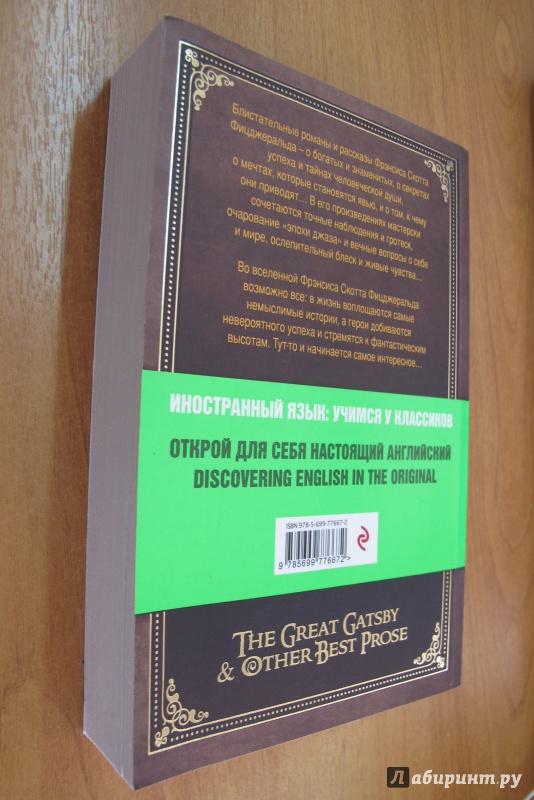 Блистательные романы и рассказы Фрэнсиса Скотта
Фицджеральда – о богатых и знаменитых, о секретах
успеха и тайнах человеческой души,
о мечтах, которые становятся явью, и о том, к чему
они приводят... В его произведениях мастерски
сочетаются точные наблюдения и гротеск,
очарование «эпохи джаза» и вечные вопросы о себе
и мире, ослепительный блеск и живые чувства...
Во вселенной Фрэнсиса Скотта Фицджеральда
возможно все: в жизнь воплощаются самые
немыслимые истории, а герои добиваются
невероятного успеха и стремятся к фантастическим
высотам. Тут-то и начинается самое интересное...
ИНОСТРАННЫЙ ЯЗЫК: УЧИМСЯ У КЛАССИКОВ
ОТКРОЙ ДЛЯ СЕБЯ НАСТОЯЩИЙ АНГЛИЙСКИЙ
DISCOVERING ENGLISH IN THE ORIGINAL
ISBN 978-5-699-77667-2
9 785699 776672 >
THE GREAT GATSBY
& OTHER BEST PROSE
Лабиринт.ру